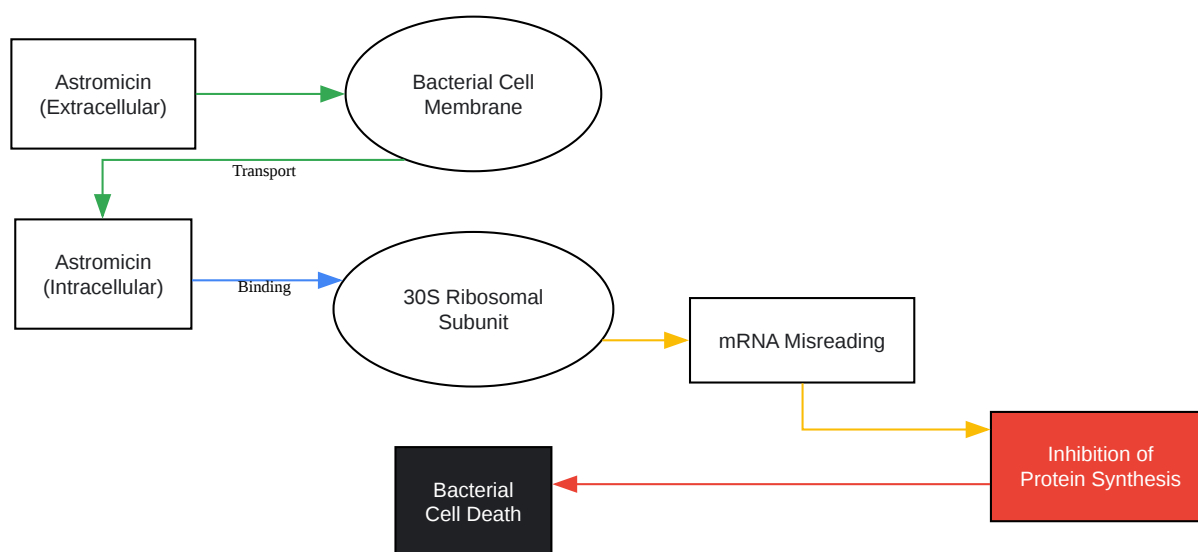 Astromicin
(Extracellular)
Bacterial Cell
Membrane
Transport
Astromicin
(Intracellular)
Binding
30S Ribosomal
Subunit
mRNA Misreading
Inhibition of
Protein Synthesis
Bacterial
Cell Death